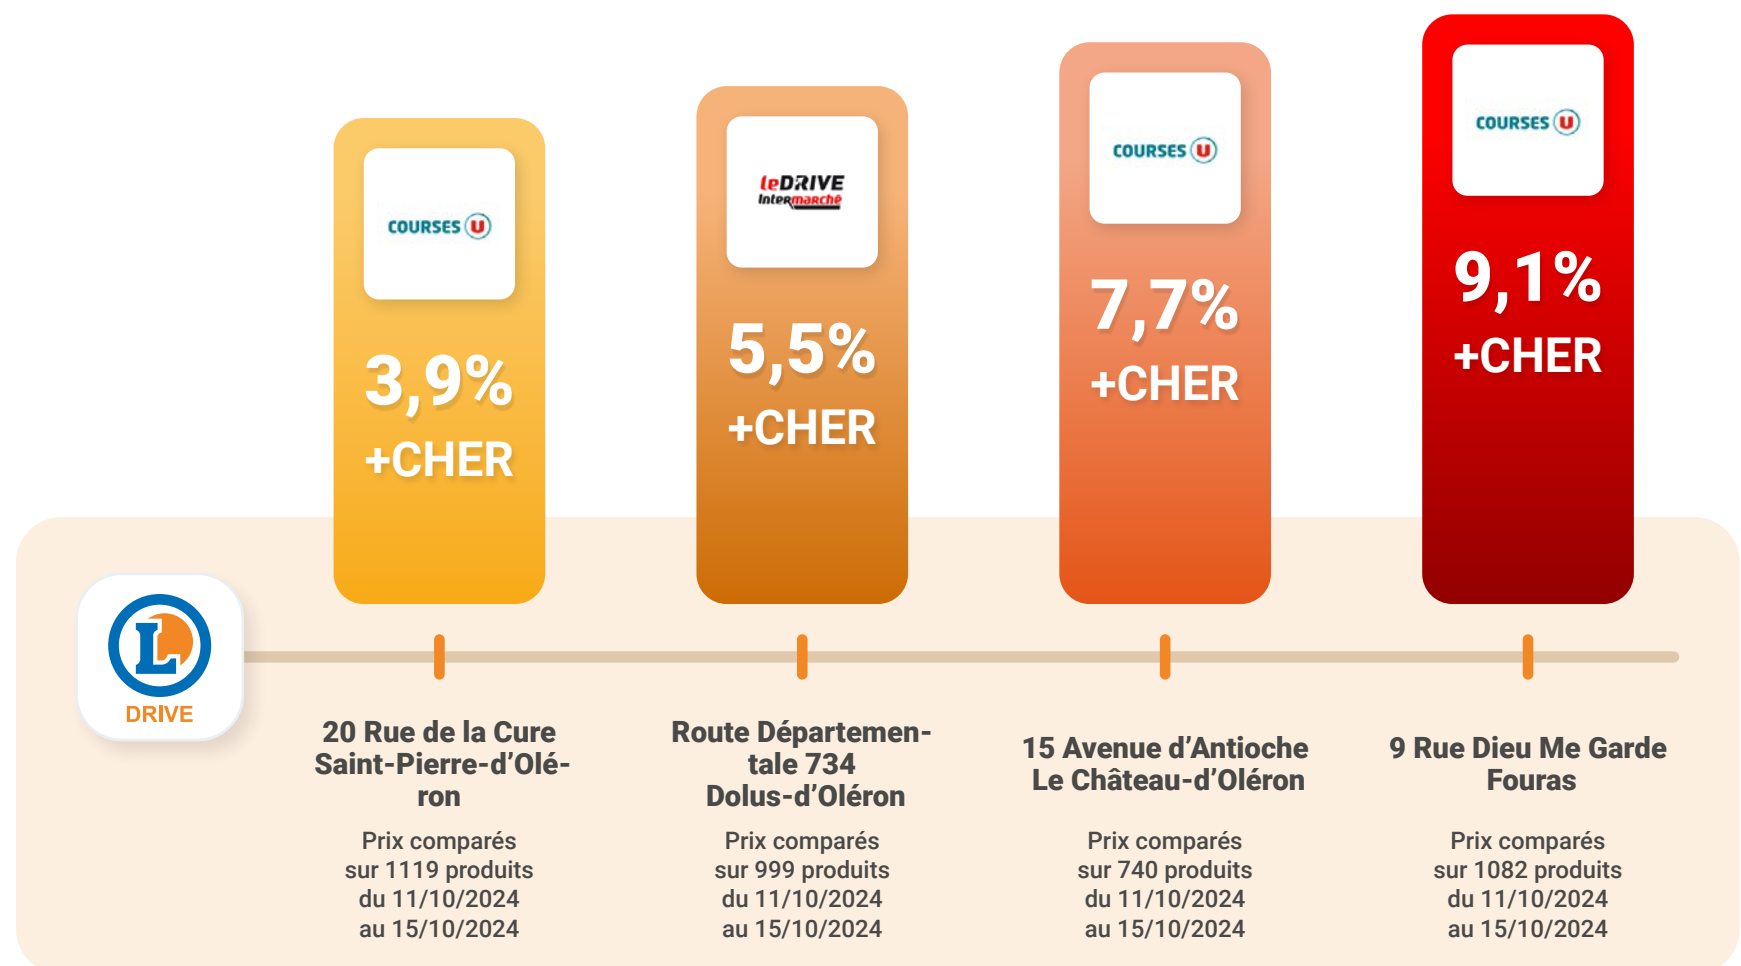 COURSES U
3,9%
+CHER
leDRIVE
Intermarché
5,5%
+CHER
COURSES U
7,7%
+CHER
COURSES U
9,1%
+CHER
L
DRIVE
20 Rue de la Cure
Saint-Pierre-d’Olé-
ron
Prix comparés
sur 1119 produits
du 11/10/2024
au 15/10/2024
Route Départemen-
tale 734
Dolus-d’Oléron
Prix comparés
sur 999 produits
du 11/10/2024
au 15/10/2024
15 Avenue d’Antioche
Le Château-d’Oléron
Prix comparés
sur 740 produits
du 11/10/2024
au 15/10/2024
9 Rue Dieu Me Garde
Fouras
Prix comparés
sur 1082 produits
du 11/10/2024
au 15/10/2024